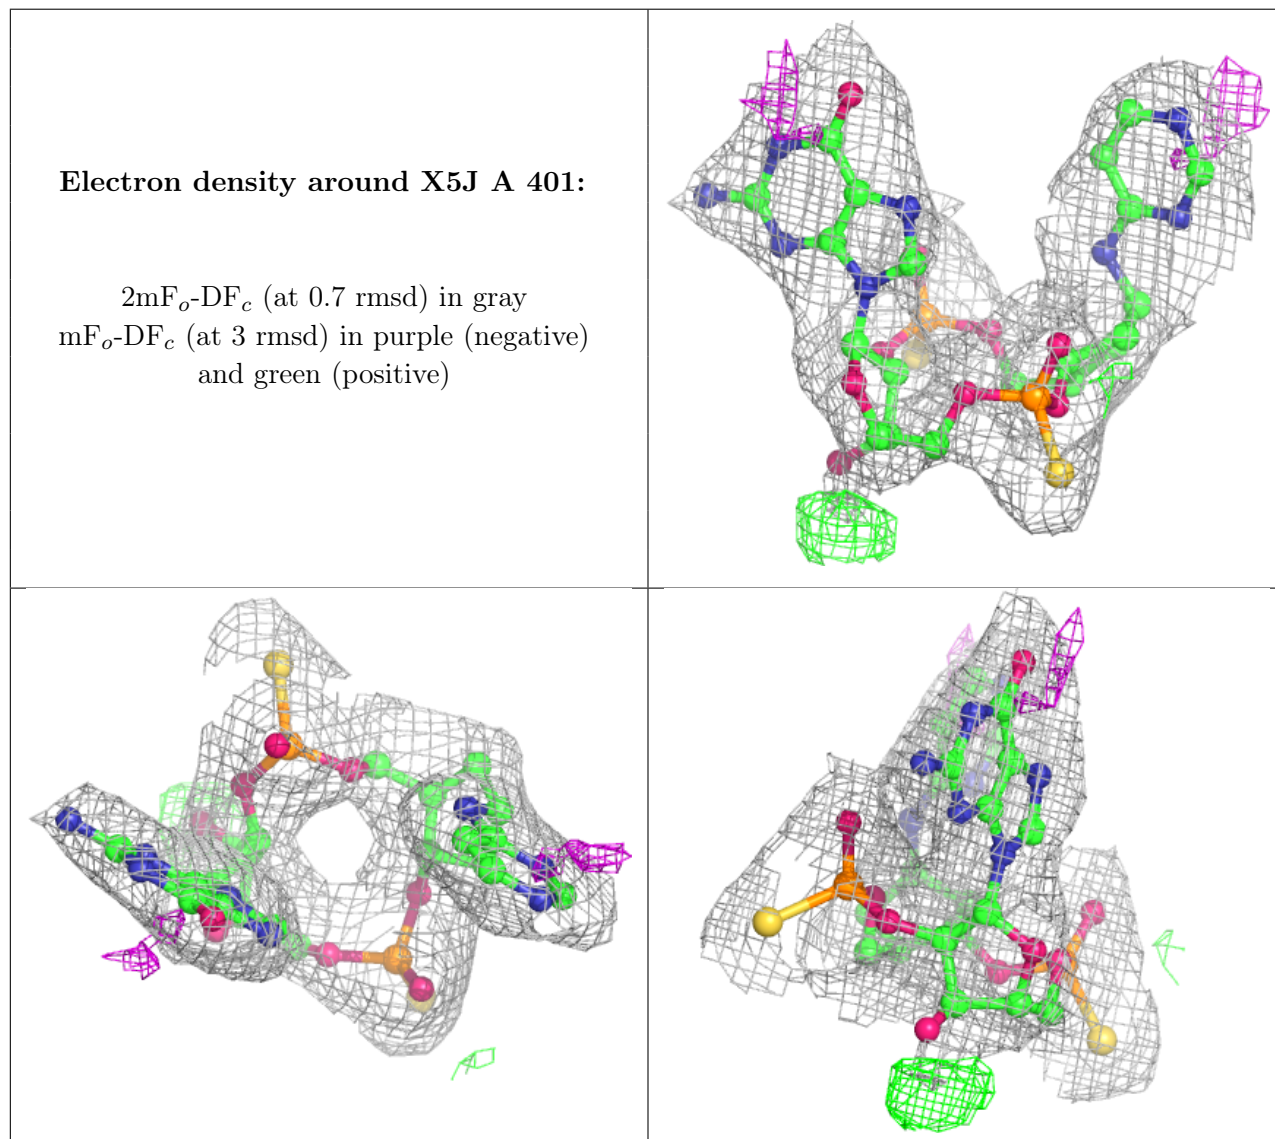 Electron density around X5J A 401:
2mFo-DFc (at 0.7 rmsd) in gray
mFo-DFc (at 3 rmsd) in purple (negative)
and green (positive)